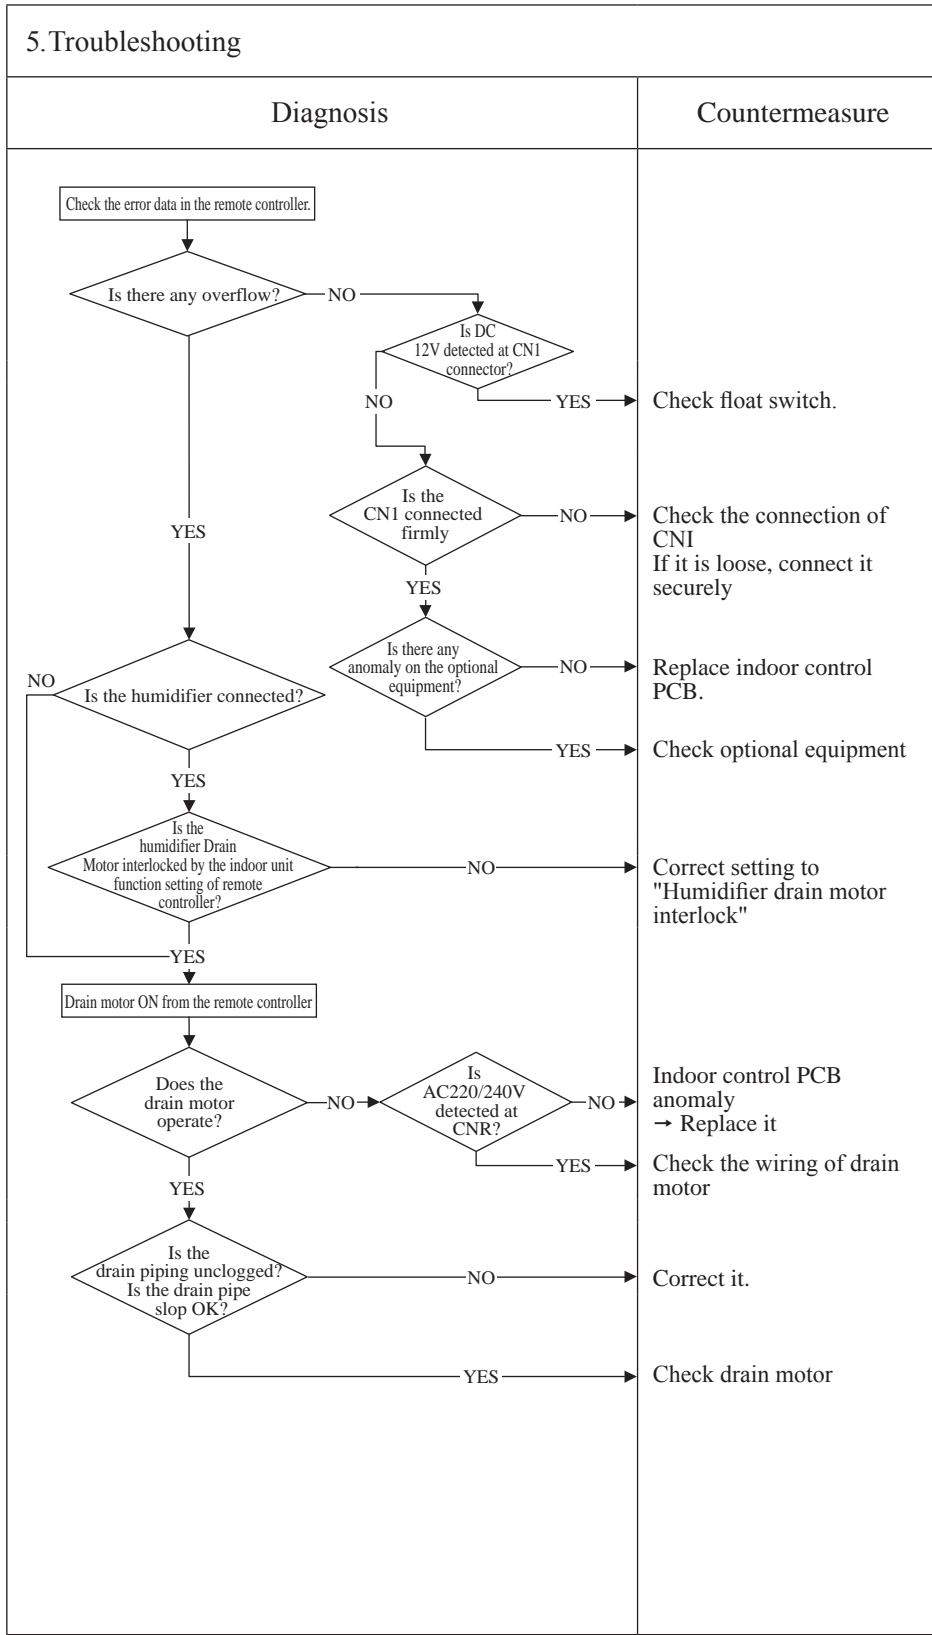 5.Troubleshooting
Diagnosis
Countermeasure
Check the error data in the remote controller.
Is there any overflow?
NO
Is DC
12V detected at CN1
connector?
YES
Check float switch.
NO
Is the
CN1 connected
firmly
NO
Check the connection of
CNI
If it is loose, connect it
securely
YES
YES
Is there any
anomaly on the optional
equipment?
NO
Replace indoor control
PCB.
YES
Check optional equipment
NO
Is the humidifier connected?
YES
Is the
humidifier Drain
Motor interlocked by the indoor unit
function setting of remote
controller?
NO
Correct setting to
"Humidifier drain motor
interlock"
YES
Drain motor ON from the remote controller
Does the
drain motor
operate?
NO
Is
AC220/240V
detected at
CNR?
NO
Indoor control PCB
anomaly
→ Replace it
YES
Check the wiring of drain
motor
YES
Is the
drain piping unclogged?
Is the drain pipe
slop OK?
NO
Correct it.
YES
Check drain motor